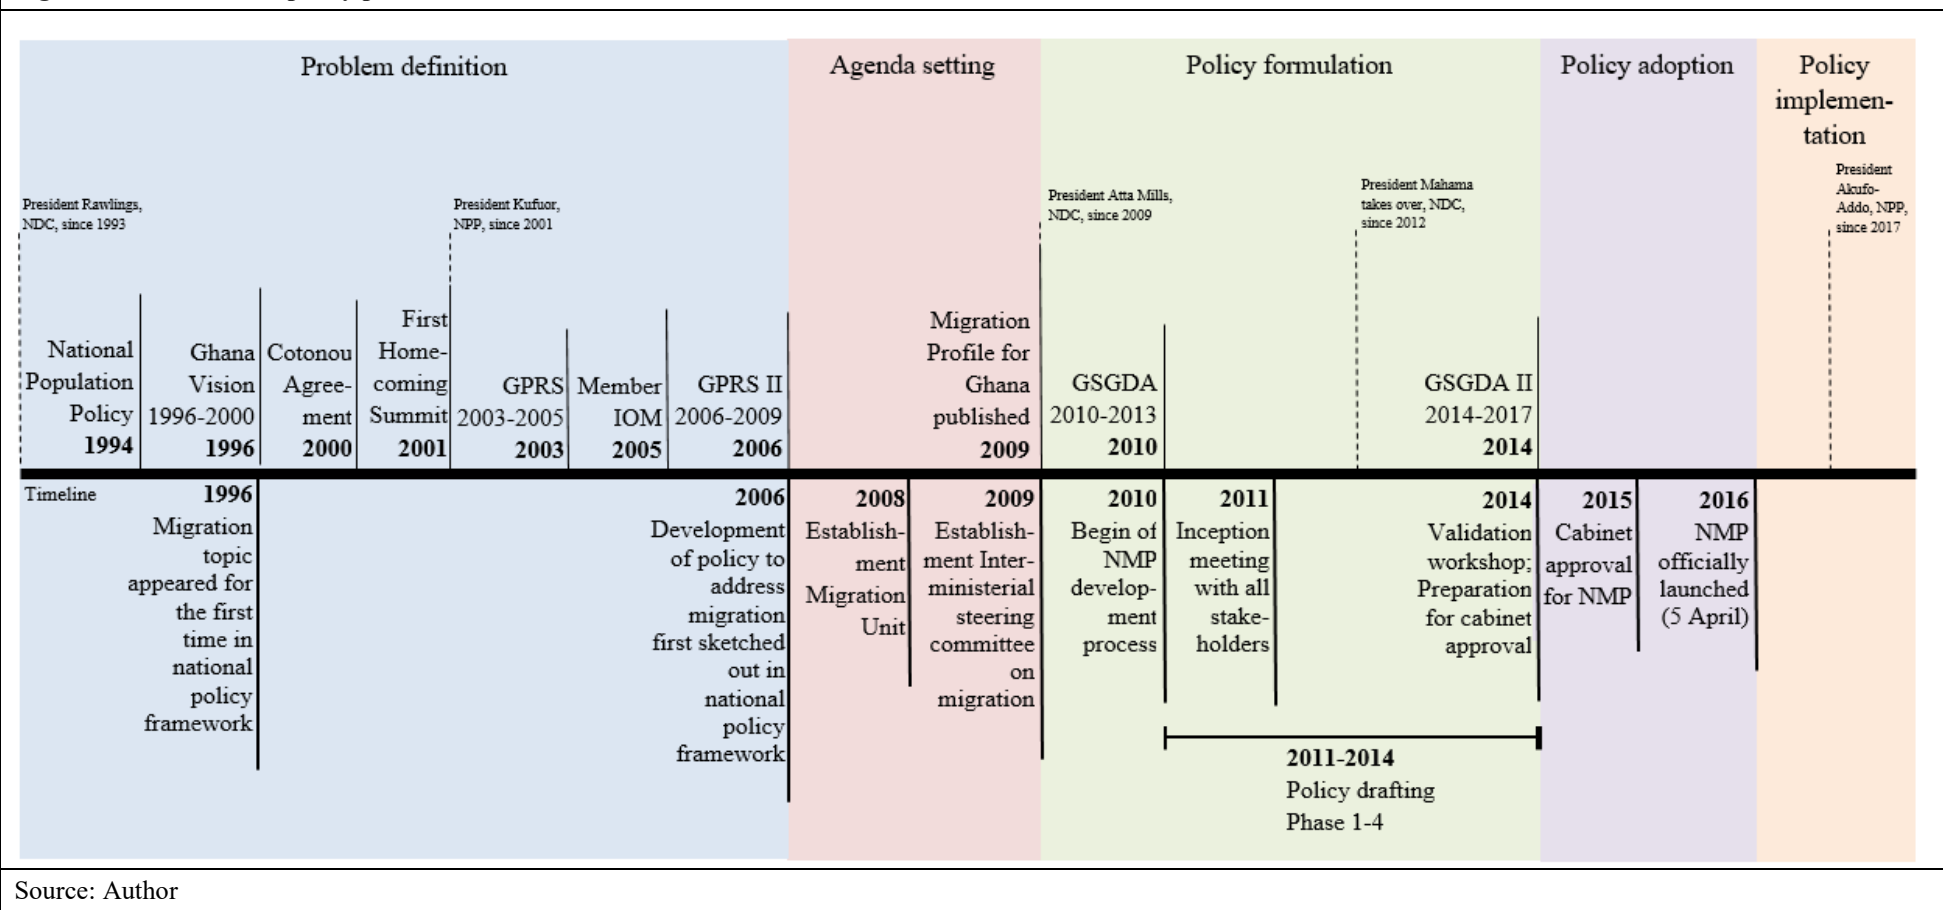 Problem definition
Agenda setting
Policy formulation
Policy adoption
Policy
implemen-
tation
President Rawlings,
NDC, since 1993
President Kufuor,
NPP, since 2001
President Atta Mills,
NDC, since 2009
President Mahama
takes over, NDC,
since 2012
President
Akufo-
Addo, NPP,
since 2017
National
Population
Policy
1994
Ghana
Vision
1996-2000
1996
Cotonou
Agree-
ment
2000
First
Home-
coming
Summit
2001
GPRS
2003-2005
2003
Member
IOM
2005
GPRS II
2006-2009
2006
Migration
Profile for
Ghana
published
2009
GSGDA
2010-2013
2010
GSGDA II
2014-2017
2014
Timeline
1996
Migration
topic
appeared for
the first
time in
national
policy
framework
2006
Development
of policy to
address
migration
first sketched
out in
national
policy
framework
2008
Establish-
ment
Migration
Unit
2009
Establish-
ment Inter-
ministerial
steering
committee
on
migration
2010
Begin of
NMP
develop-
ment
process
2011
Inception
meeting
with all
stake-
holders
2014
Validation
workshop;
Preparation
for cabinet
approval
2015
Cabinet
approval
for NMP
2016
NMP
officially
launched
(5 April)
2011-2014
Policy drafting
Phase 1-4
Source: Author